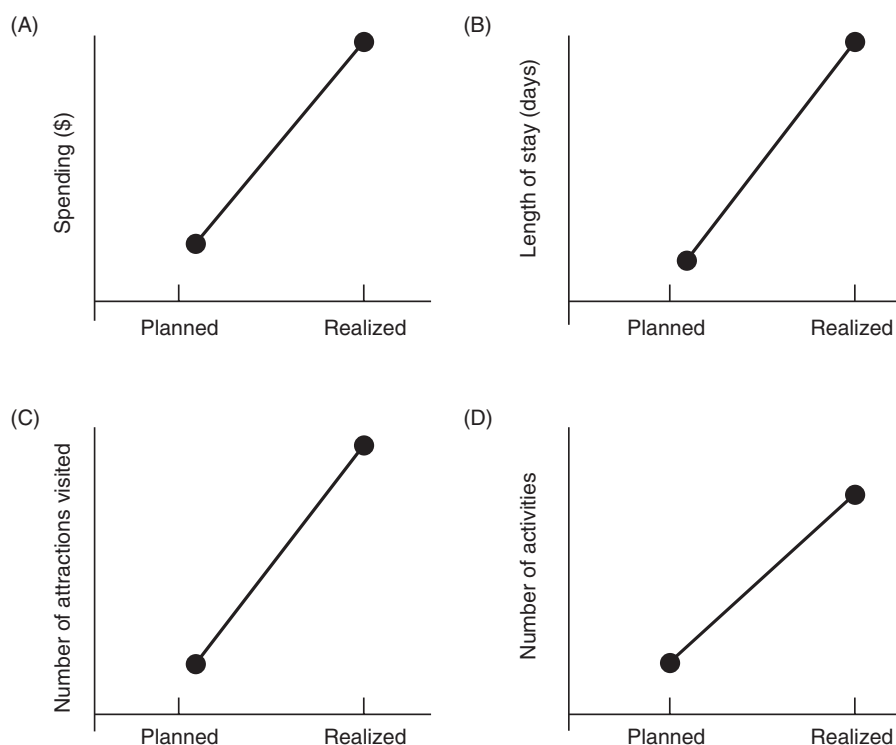 (A)
Spending ($)
Planned
Realized
(B)
Length of stay (days)
Planned
Realized
(C)
Number of attractions visited
Planned
Realized
(D)
Number of activities
Planned
Realized